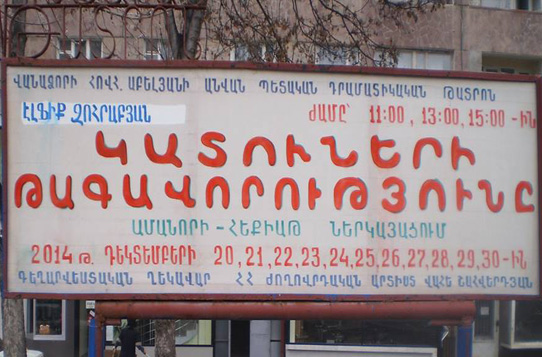 ՎԱՆԱՁՈՐԻ ՀՈՎՀ. ԱԲԵԼՅԱՆԻ ԱՆՎԱՆ ՊԵՏԱԿԱՆ ԴՐԱՄԱՏԻԿԱԿԱՆ ԹԱՏՐՈՆ
ԷԼՖԻՔ ԶՈՀՐԱԲՅԱՆ ԺԱՄԸ՝ 11:00, 13:00, 15:00-ԻՆ
ԿԱՏՈՒՆԵՐԻ
ԹԱԳԱՎՈՐՈՒԹՅՈՒՆԸ
ԱՄԱՆՈՐԻ - ՀԵՔԻԱԹ ՆԵՐԿԱՅԱՑՈՒՄ
2014 թ. ԴԵԿՏԵՄԲԵՐԻ 20,21,22,23,24,25,26,27,28,29,30-ԻՆ
ԳԵՂԱՐՎԵՍՏԱԿԱՆ ՂԵԿԱՎԱՐ ՀՀ ԺՈՂՈՎՐԴԱԿԱՆ ԱՐՏԻՍՏ ՎԱՀԵ ՇԱՀՎԵՐԴՅԱՆ